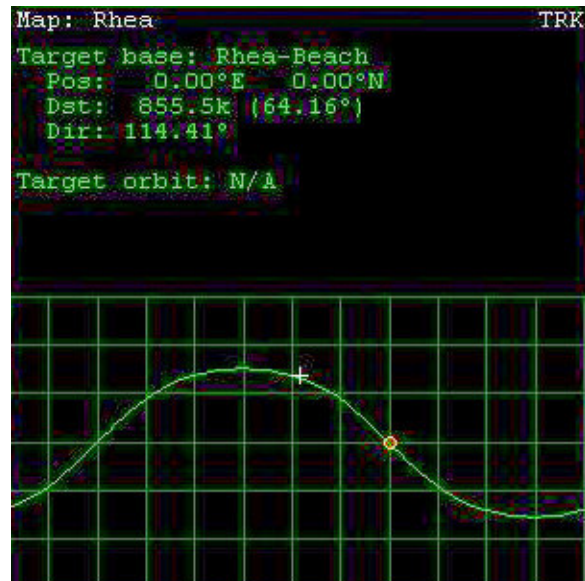 Map: Rhea TRK
Target base: Rhea-Beach
Pos: 0.00°E 0.00°N
Dst: 855.5k (64.16°)
Dir: 114.41°
Target orbit: N/A